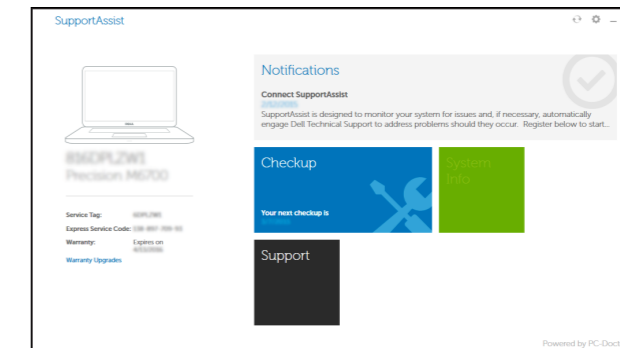 SupportAssist
Notifications
Connect SupportAssist
SupportAssist is designed to monitor your system for issues and, if necessary, automatically
engage Dell Technical Support to address problems should they occur. Register below to start...
Precision M6700
Checkup
System
Info
Your next checkup is
Service Tag:
Express Service Code:
Warranty: Expires on
Warranty Upgrades
Support
Powered by PC-Doct